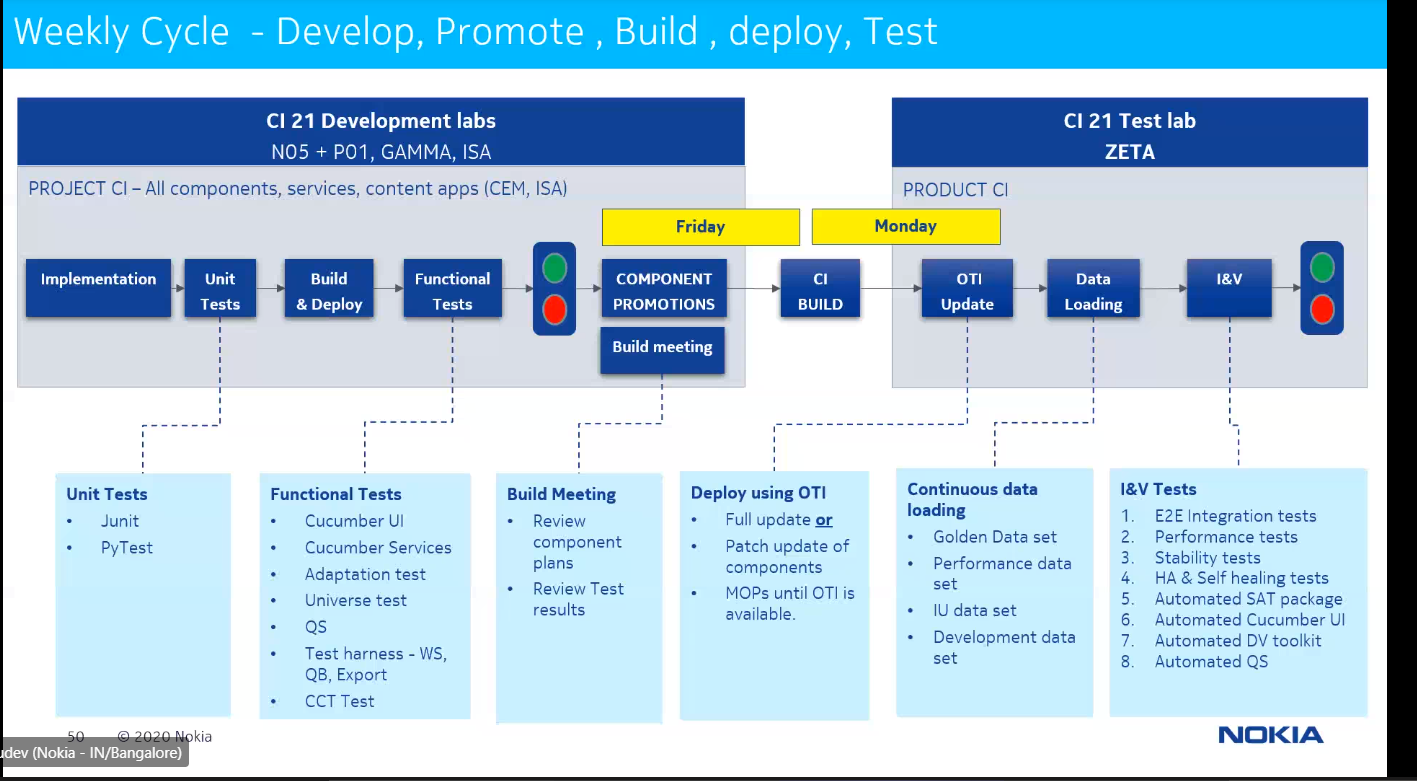 Weekly Cycle - Develop, Promote , Build , deploy, Test
CI 21 Development labs
N05 + P01, GAMMA, ISA
PROJECT CI – All components, services, content apps (CEM, ISA)
CI 21 Test lab
ZETA
PRODUCT CI
Friday
Monday
Implementation
Unit
Tests
Build
& Deploy
Functional
Tests
COMPONENT
PROMOTIONS
Build meeting
CI
BUILD
OTI
Update
Data
Loading
I&V
Unit Tests
• Junit
• PyTest
Functional Tests
• Cucumber UI
• Cucumber Services
• Adaptation test
• Universe test
• QS
• Test harness – WS,
QB, Export
• CCT Test
Build Meeting
• Review
component
plans
• Review Test
results
Deploy using OTI
• Full update or
• Patch update of
components
• MOPs until OTI is
available.
Continuous data
loading
• Golden Data set
• Performance data
set
• IU data set
• Development data
set
I&V Tests
1. E2E Integration tests
2. Performance tests
3. Stability tests
4. HA & Self healing tests
5. Automated SAT package
6. Automated Cucumber UI
7. Automated DV toolkit
8. Automated QS
50 © 2020 Nokia
udev (Nokia - IN/Bangalore)
NOKIA